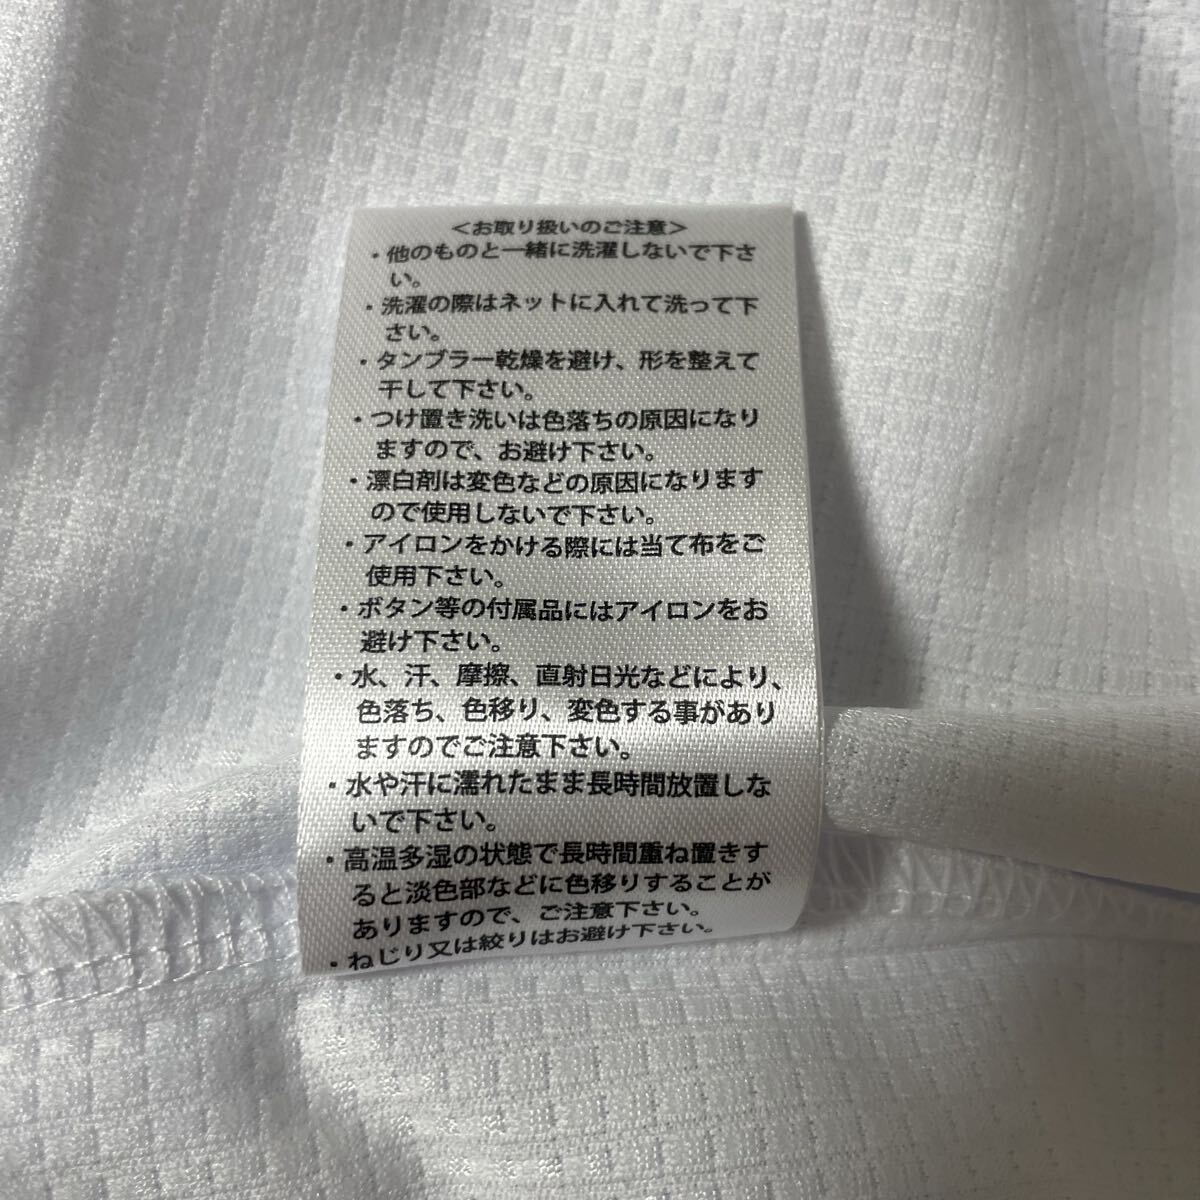 ＜お取り扱いのご注意＞
・他のものと一緒に洗濯しないで下さ
い。
・洗濯の際はネットに入れて洗って下
さい。
・タンブラー乾燥を避け、形を整えて
干して下さい。
・つけ置き洗いは色落ちの原因になり
ますので、お避け下さい。
・漂白剤は変色などの原因になります
ので使用しないで下さい。
・アイロンをかける際には当て布をご
使用下さい。
・ボタン等の付属品にはアイロンをお
避け下さい。
・水、汗、摩擦、直射日光などにより、
色落ち、色移り、変色する事があり
ますのでご注意下さい。
・水や汗に濡れたまま長時間放置しな
いで下さい。
・高温多湿の状態で長時間重ね置きす
ると淡色部などに色移りすることが
ありますので、ご注意下さい。
・ねじり又は絞りはお避け下さい。